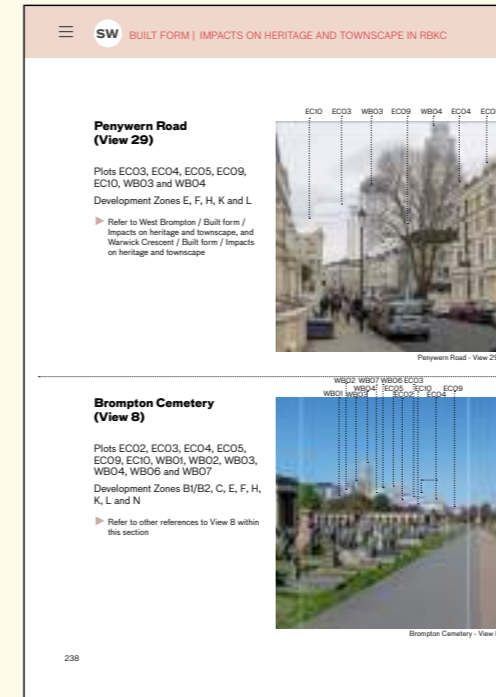 SW BUILT FORM | IMPACTS ON HERITAGE AND TOWNSCAPE IN RBKC
Penywern Road
(View 29)
Plots EC03, EC04, EC05, EC09,
EC10, WB03 and WB04
Development Zones E, F, H, K and L
Refer to West Brompton / Built form /
Impacts on heritage and townscape, and
Warwick Crescent / Built form / Impacts
on heritage and townscape
EC10 EC03 WB03 EC09 WB04 EC04
Penywern Road - View 29
Brompton Cemetery
(View 8)
Plots EC02, EC03, EC04, EC05,
EC09, EC10, WB01, WB02, WB03,
WB04, WB06 and WB07
Development Zones B1/B2, C, E, F, H,
K, L and N
Refer to other references to View 8 within
this section
WB02 WB07 WB06 EC03
WB04 EC05 EC10 EC09
WB01 WB03 EC02 EC04
Brompton Cemetery - View
238